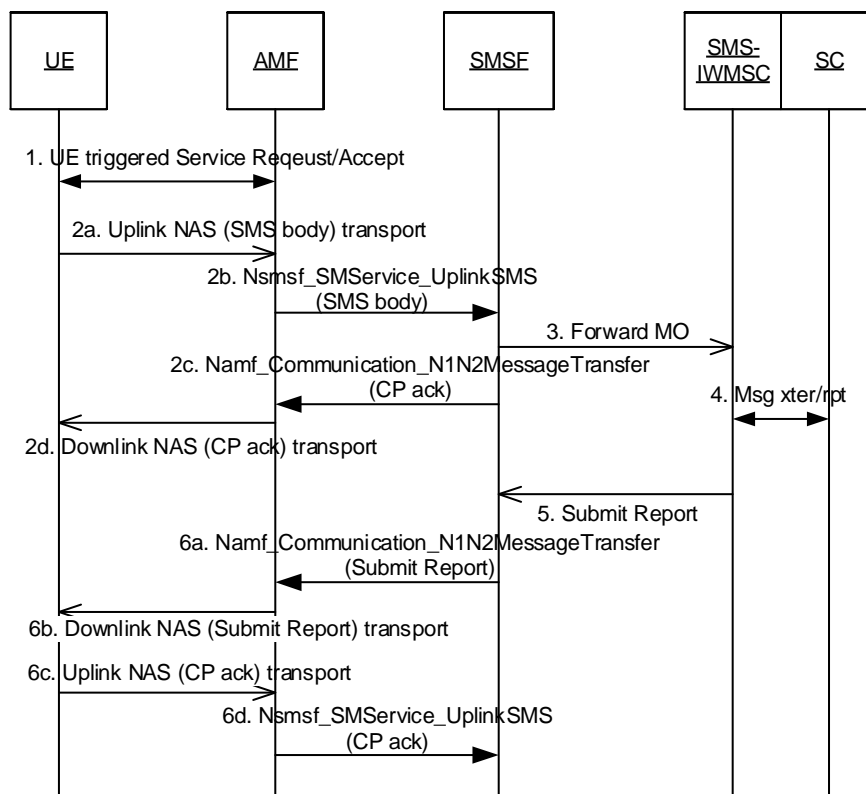 UE
AMF
SMSF
SMS-
IWMSC
SC
1. UE triggered Service Reqeust/Accept
2a. Uplink NAS (SMS body) transport
2b. Nsmsf_SMService_UplinkSMS
(SMS body)
3. Forward MO
2c. Namf_Communication_N1N2MessageTransfer
(CP ack)
4. Msg xter/rpt
2d. Downlink NAS (CP ack) transport
5. Submit Report
6a. Namf_Communication_N1N2MessageTransfer
(Submit Report)
6b. Downlink NAS (Submit Report) transport
6c. Uplink NAS (CP ack) transport
6d. Nsmsf_SMService_UplinkSMS
(CP ack)